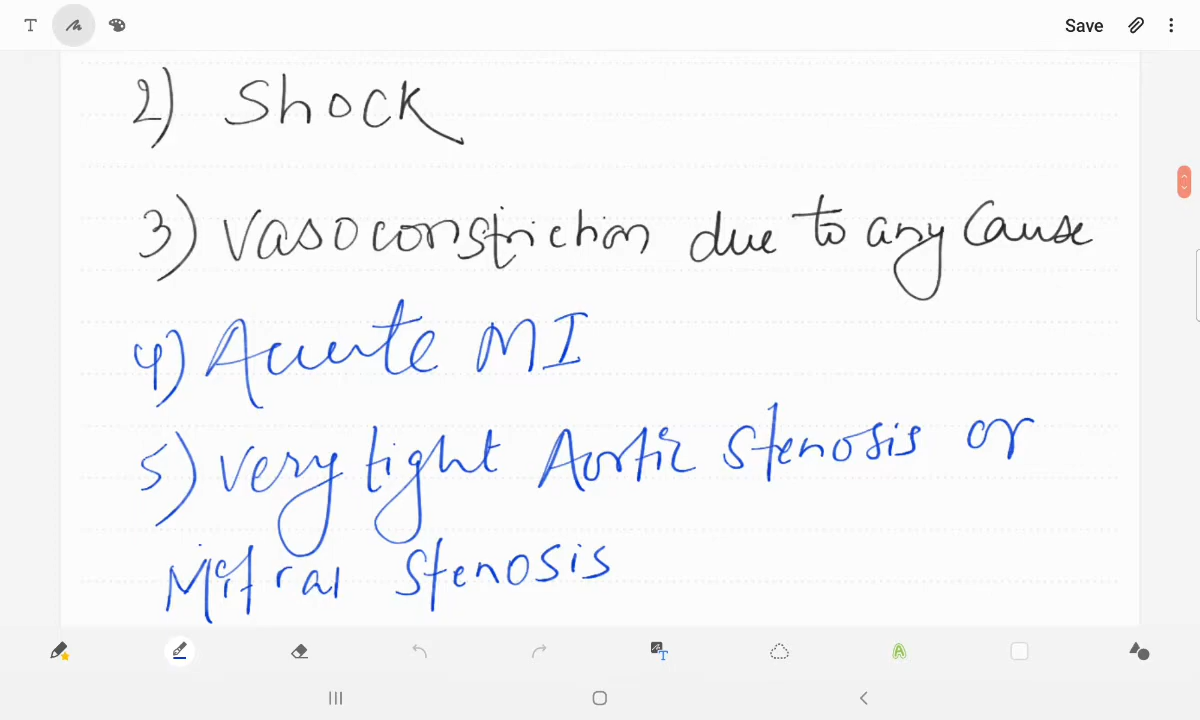 T Save
2) Shock
3) Vasoconstriction due to any Cause
4) Acute MI
5) Very tight Aortic Stenosis or
Mitral Stenosis
T A